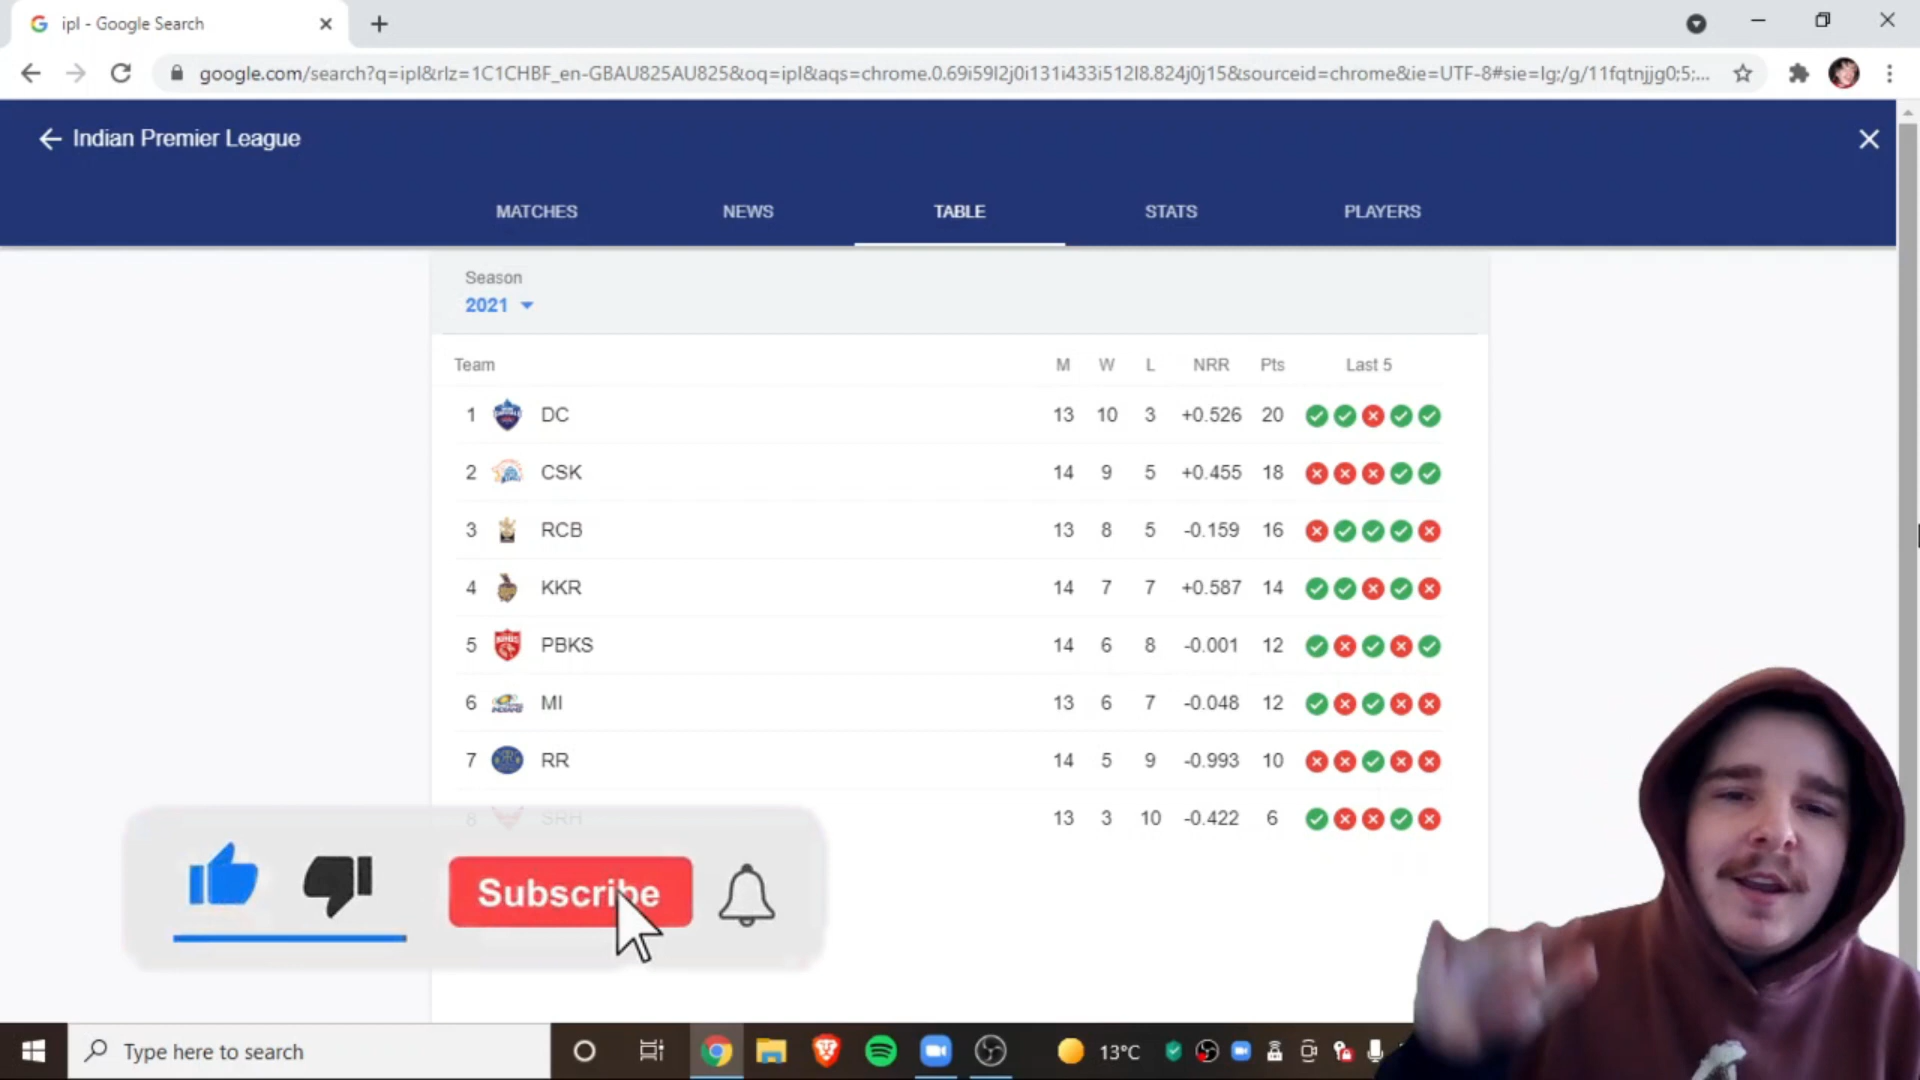 ipl - Google Search
google.com/search?q=ipl&rlz=1C1CHBF_en-GBAU825AU825&oq=ipl&aqs=chrome.0.69i59l2j0i131i433i512l8.824j0j15&sourceid=chrome&ie=UTF-8#sie=lg;/g/11fqtnjjg0;5;...
Indian Premier League
MATCHES NEWS TABLE STATS PLAYERS
Season
2021
Team M W L NRR Pts Last 5
1 DC 13 10 3 +0.526 20
2 CSK 14 9 5 +0.455 18
3 RCB 13 8 5 -0.159 16
4 KKR 14 7 7 +0.587 14
5 PBKS 14 6 8 -0.001 12
6 MI 13 6 7 -0.048 12
7 RR 14 5 9 -0.993 10
8 SRH 13 3 10 -0.422 6
Subscribe
Type here to search
13°C